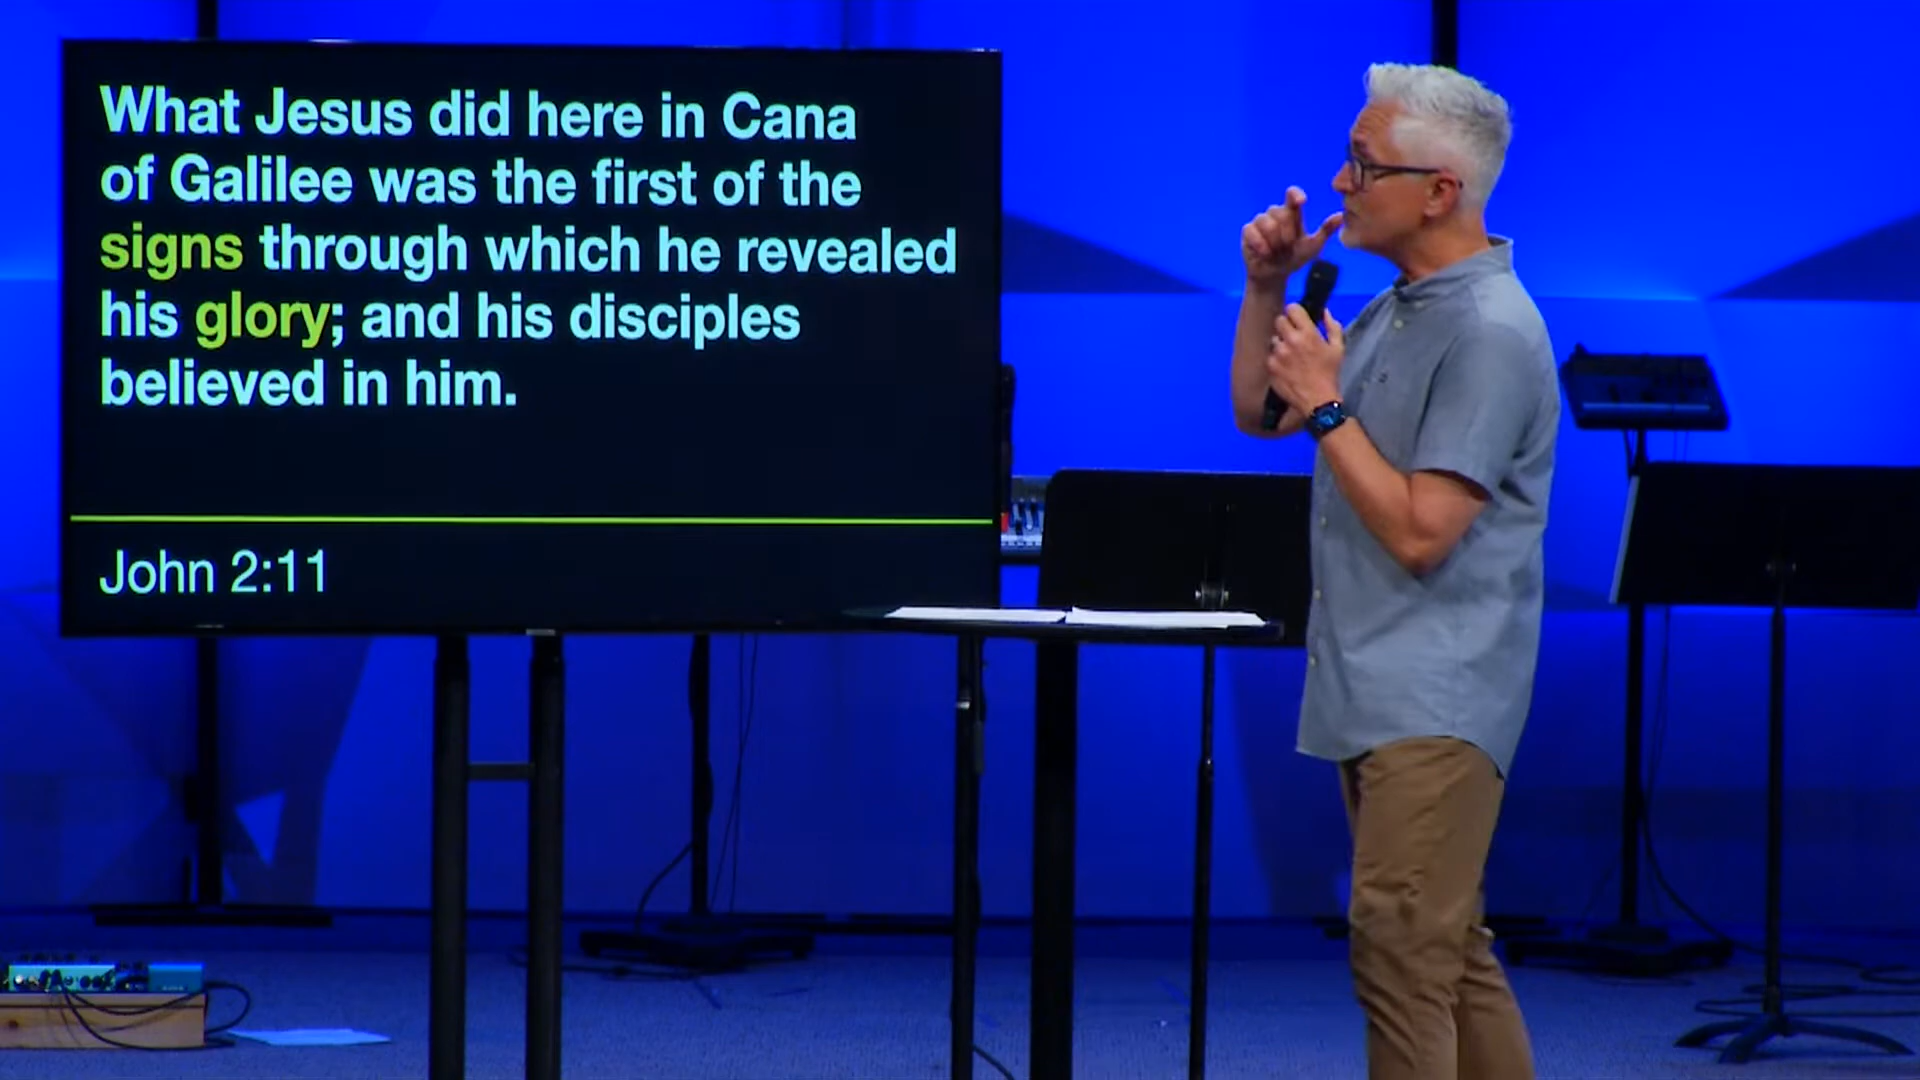 What Jesus did here in Cana
of Galilee was the first of the
signs through which he revealed
his glory; and his disciples
believed in him.
John 2:11